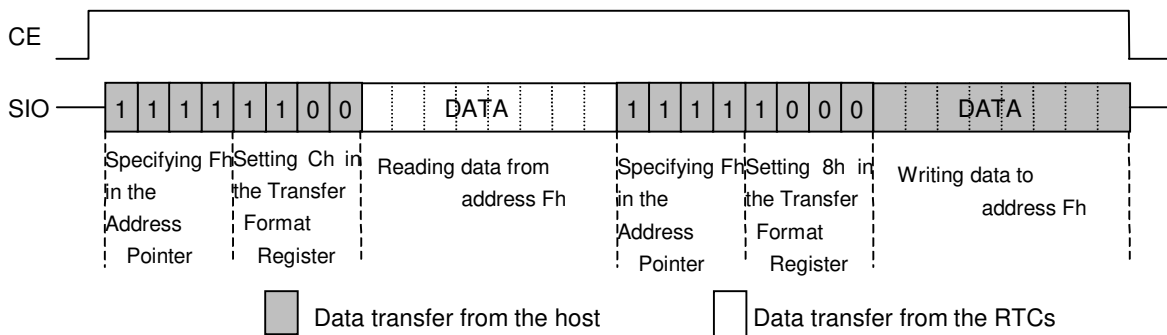 CE
SIO 1 1 1 1 1 1 0 0 DATA 1 1 1 1 1 0 0 0 DATA
Specifying Fh in the Address Pointer
Setting Ch in the Transfer Format Register
Reading data from address Fh
Specifying Fh in the Address Pointer
Setting 8h in the Transfer Format Register
Writing data to address Fh
Data transfer from the host
Data transfer from the RTCs